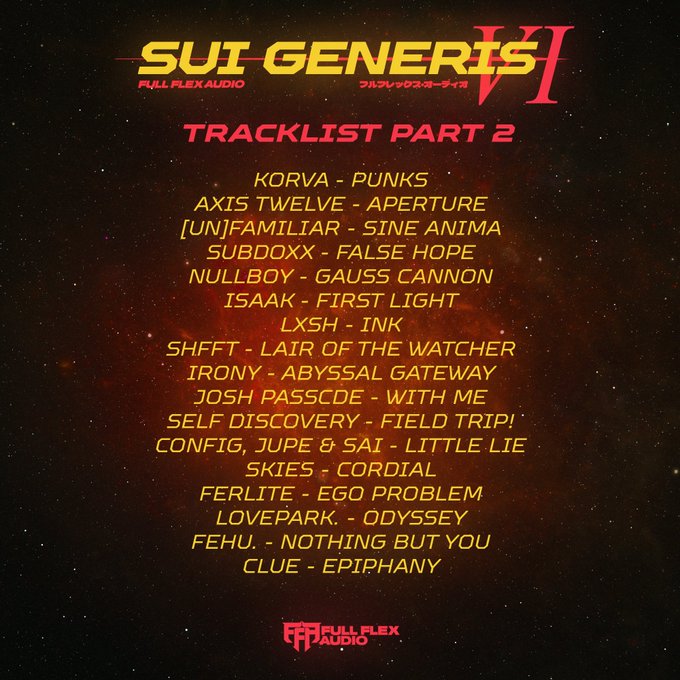 SUI GENERIS VI
FULL FLEX AUDIO フルフレックス・オーディオ
TRACKLIST PART 2
KORVA - PUNKS
AXIS TWELVE - APERTURE
[UN]FAMILIAR - SINE ANIMA
SUBDOXX - FALSE HOPE
NULLBOY - GAUSS CANNON
ISAAK - FIRST LIGHT
LXSH - INK
SHFFT - LAIR OF THE WATCHER
IRONY - ABYSSAL GATEWAY
JOSH PASSCDE - WITH ME
SELF DISCOVERY - FIELD TRIP!
CONFIG, JUPE & SAI - LITTLE LIE
SKIES - CORDIAL
FERLITE - EGO PROBLEM
LOVEPARK. - ODYSSEY
FEHU. - NOTHING BUT YOU
CLUE - EPIPHANY
FFA FULL FLEX
AUDIO